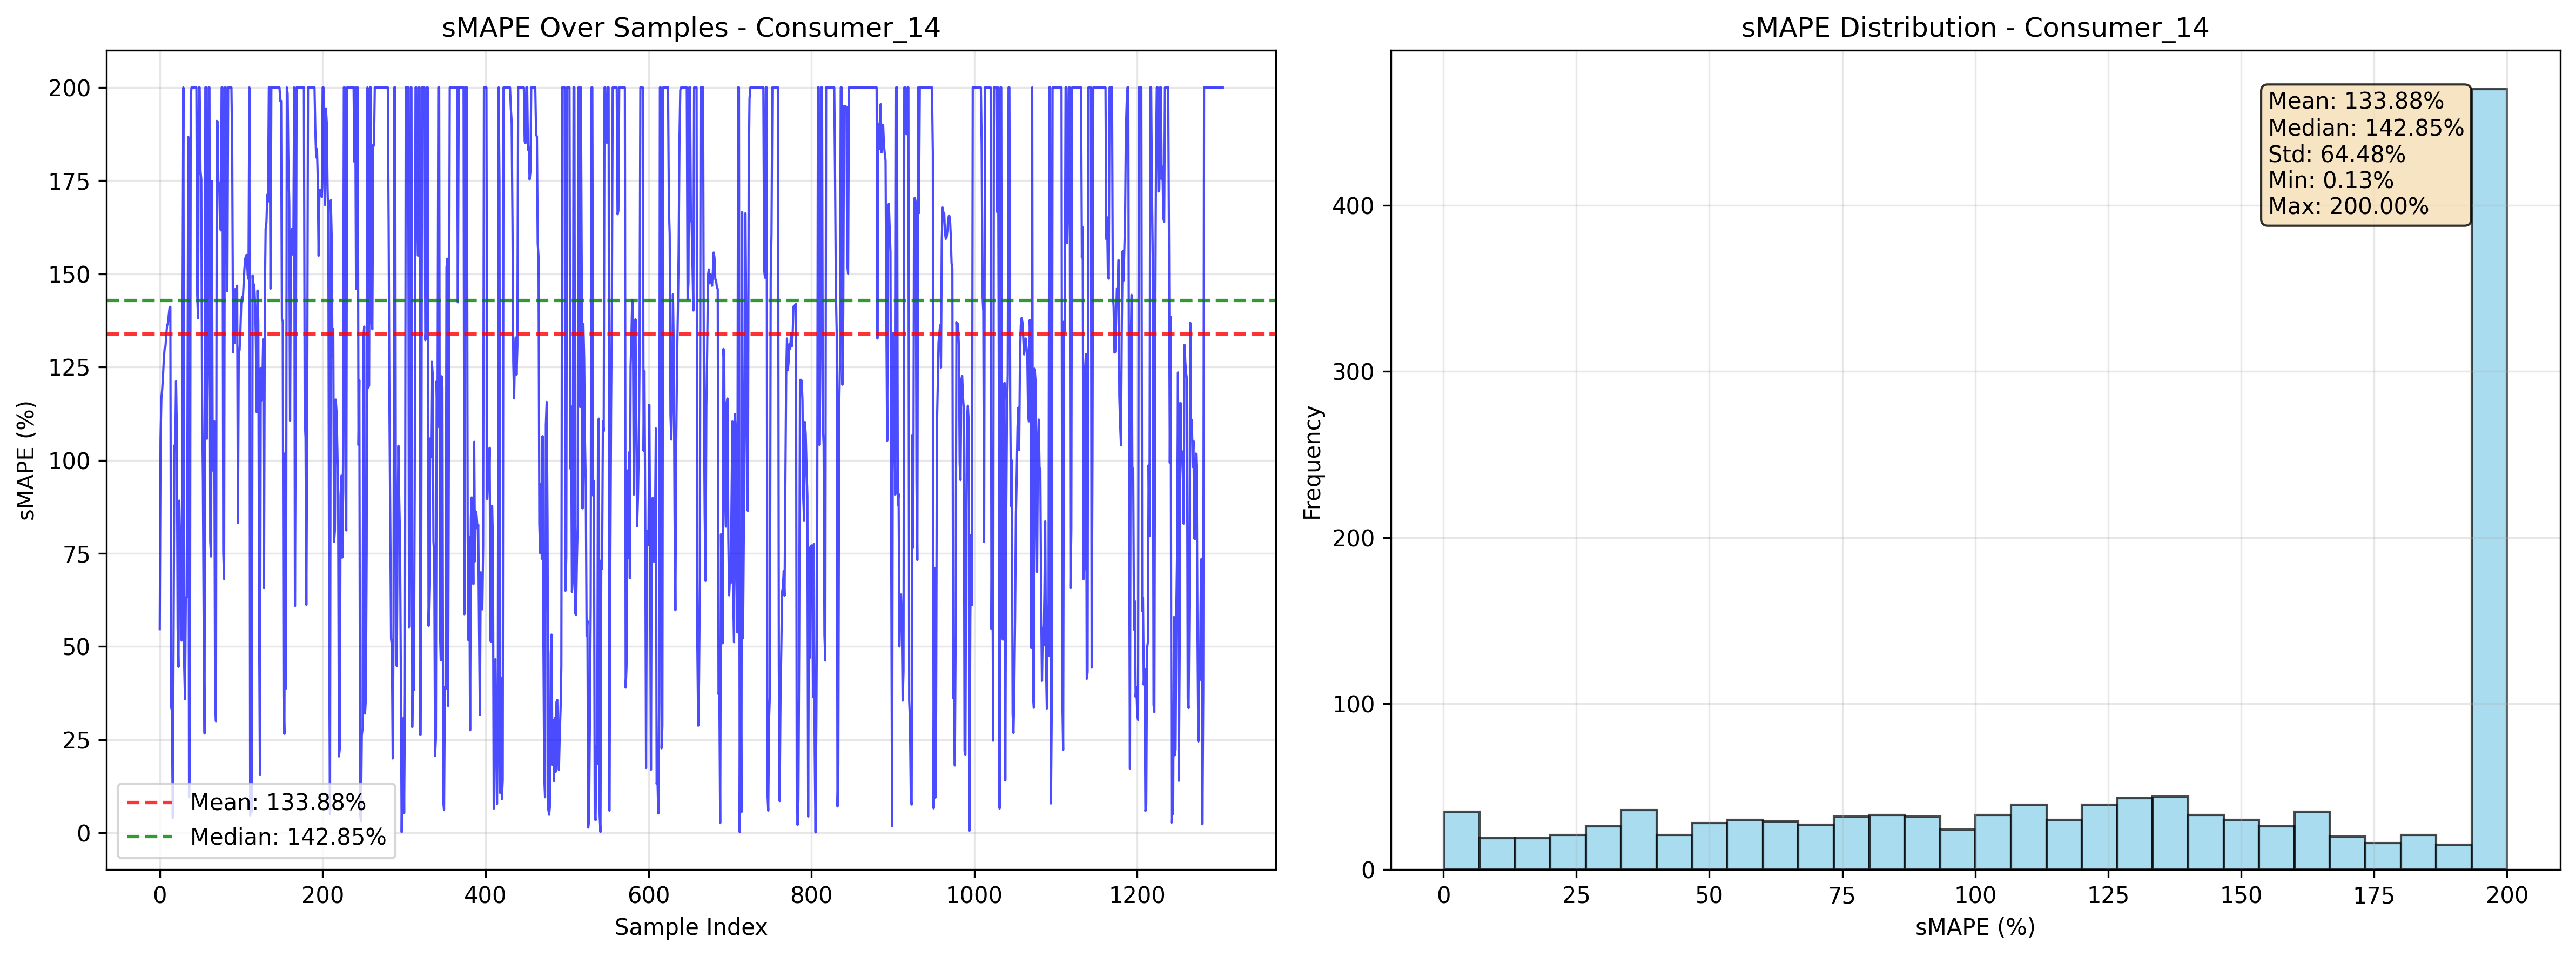 sMAPE Over Samples - Consumer_14
200
175
150
125
100
75
50
25
0
sMAPE (%)
Mean: 133.88%
Median: 142.85%
0
200
400
600
800
1000
1200
Sample Index
sMAPE Distribution - Consumer_14
Mean: 133.88%
Median: 142.85%
Std: 64.48%
Min: 0.13%
Max: 200.00%
400
300
200
100
0
Frequency
0
25
50
75
100
125
150
175
200
sMAPE (%)